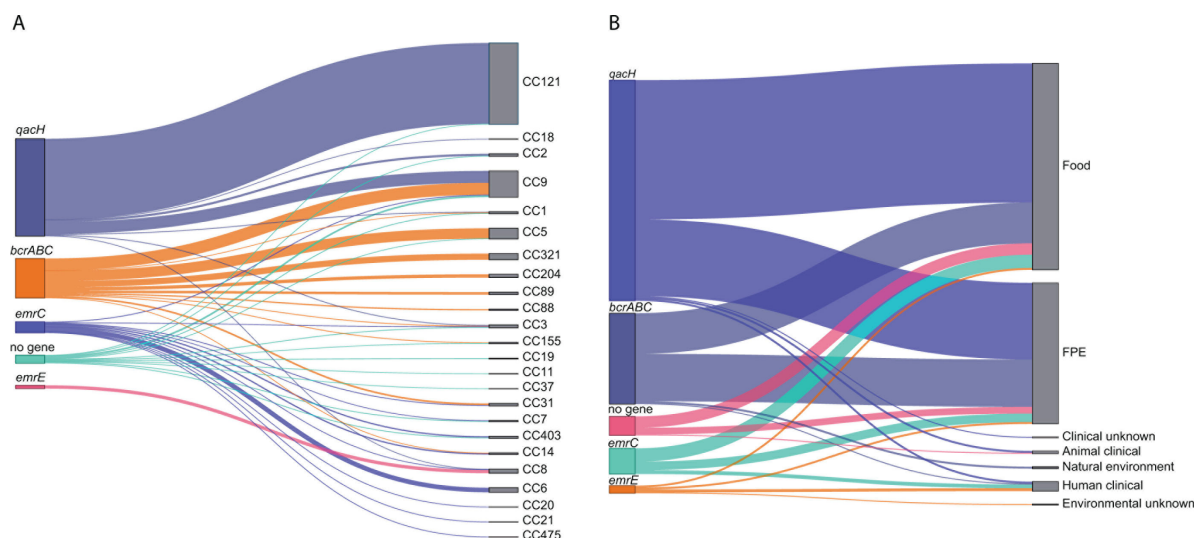 A
qacH
bcrABC
emrC
no gene
emrE
CC121
CC18
CC2
CC9
CC1
CC5
CC321
CC204
CC89
CC88
CC3
CC155
CC19
CC11
CC37
CC31
CC7
CC403
CC14
CC8
CC6
CC20
CC21
CC475
B
qacH
bcrABC
no gene
emrC
emrE
Food
FPE
Clinical unknown
Animal clinical
Natural environment
Human clinical
Environmental unknown